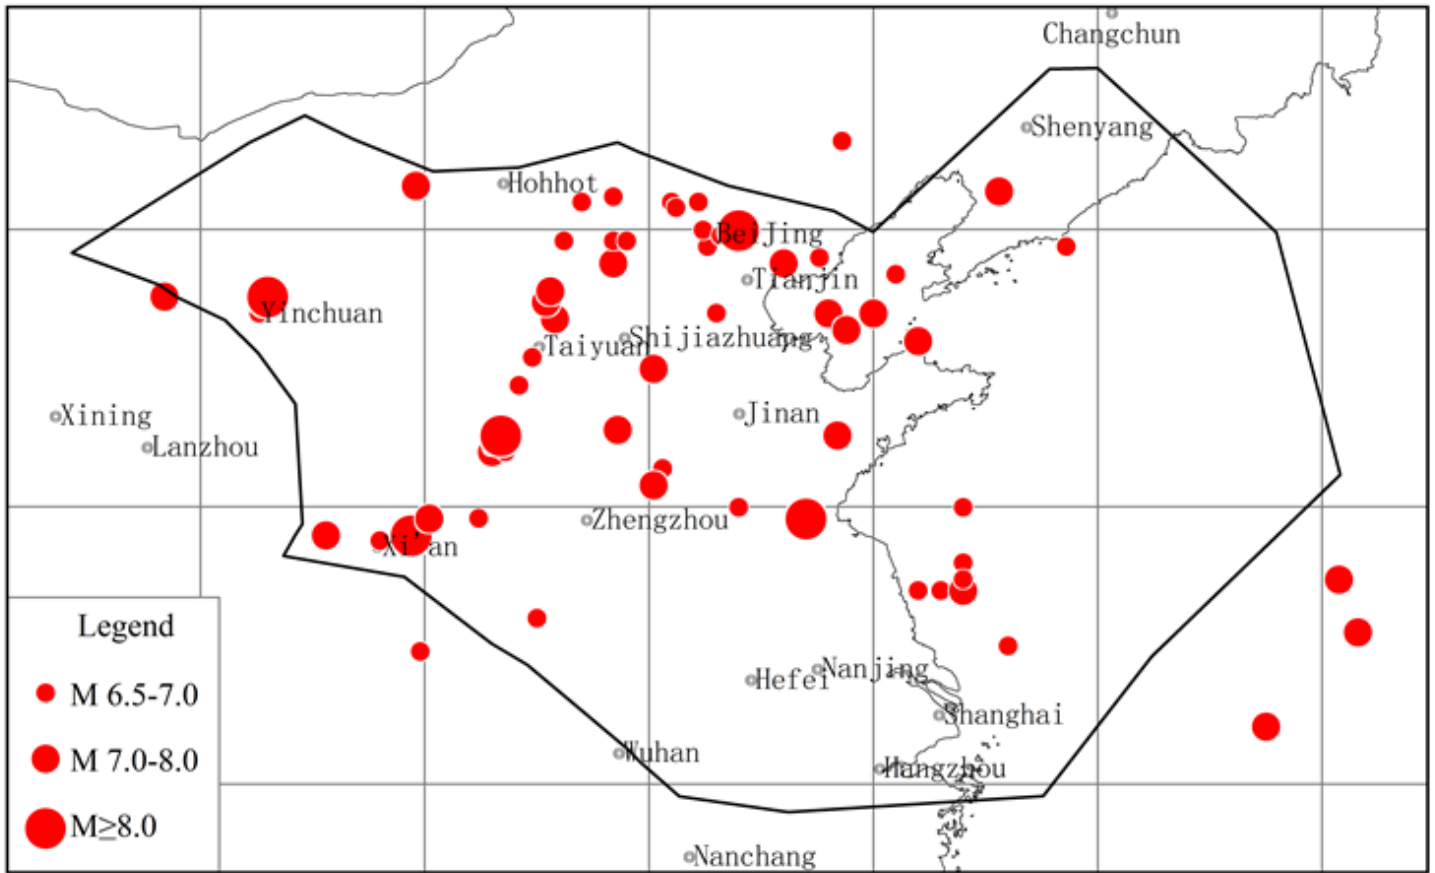 Changchun
Shenyang
Hohhot
BeiJing
Tianjin
Yinchuan
Shijiazhuang
Taiyuan
Xining
Jinan
Lanzhou
Zhengzhou
Xi'an
Legend
M 6.5-7.0
M 7.0-8.0
M≥8.0
Nanjing
Hefei
Shanghai
Wuhan
Hangzhou
Nanchang